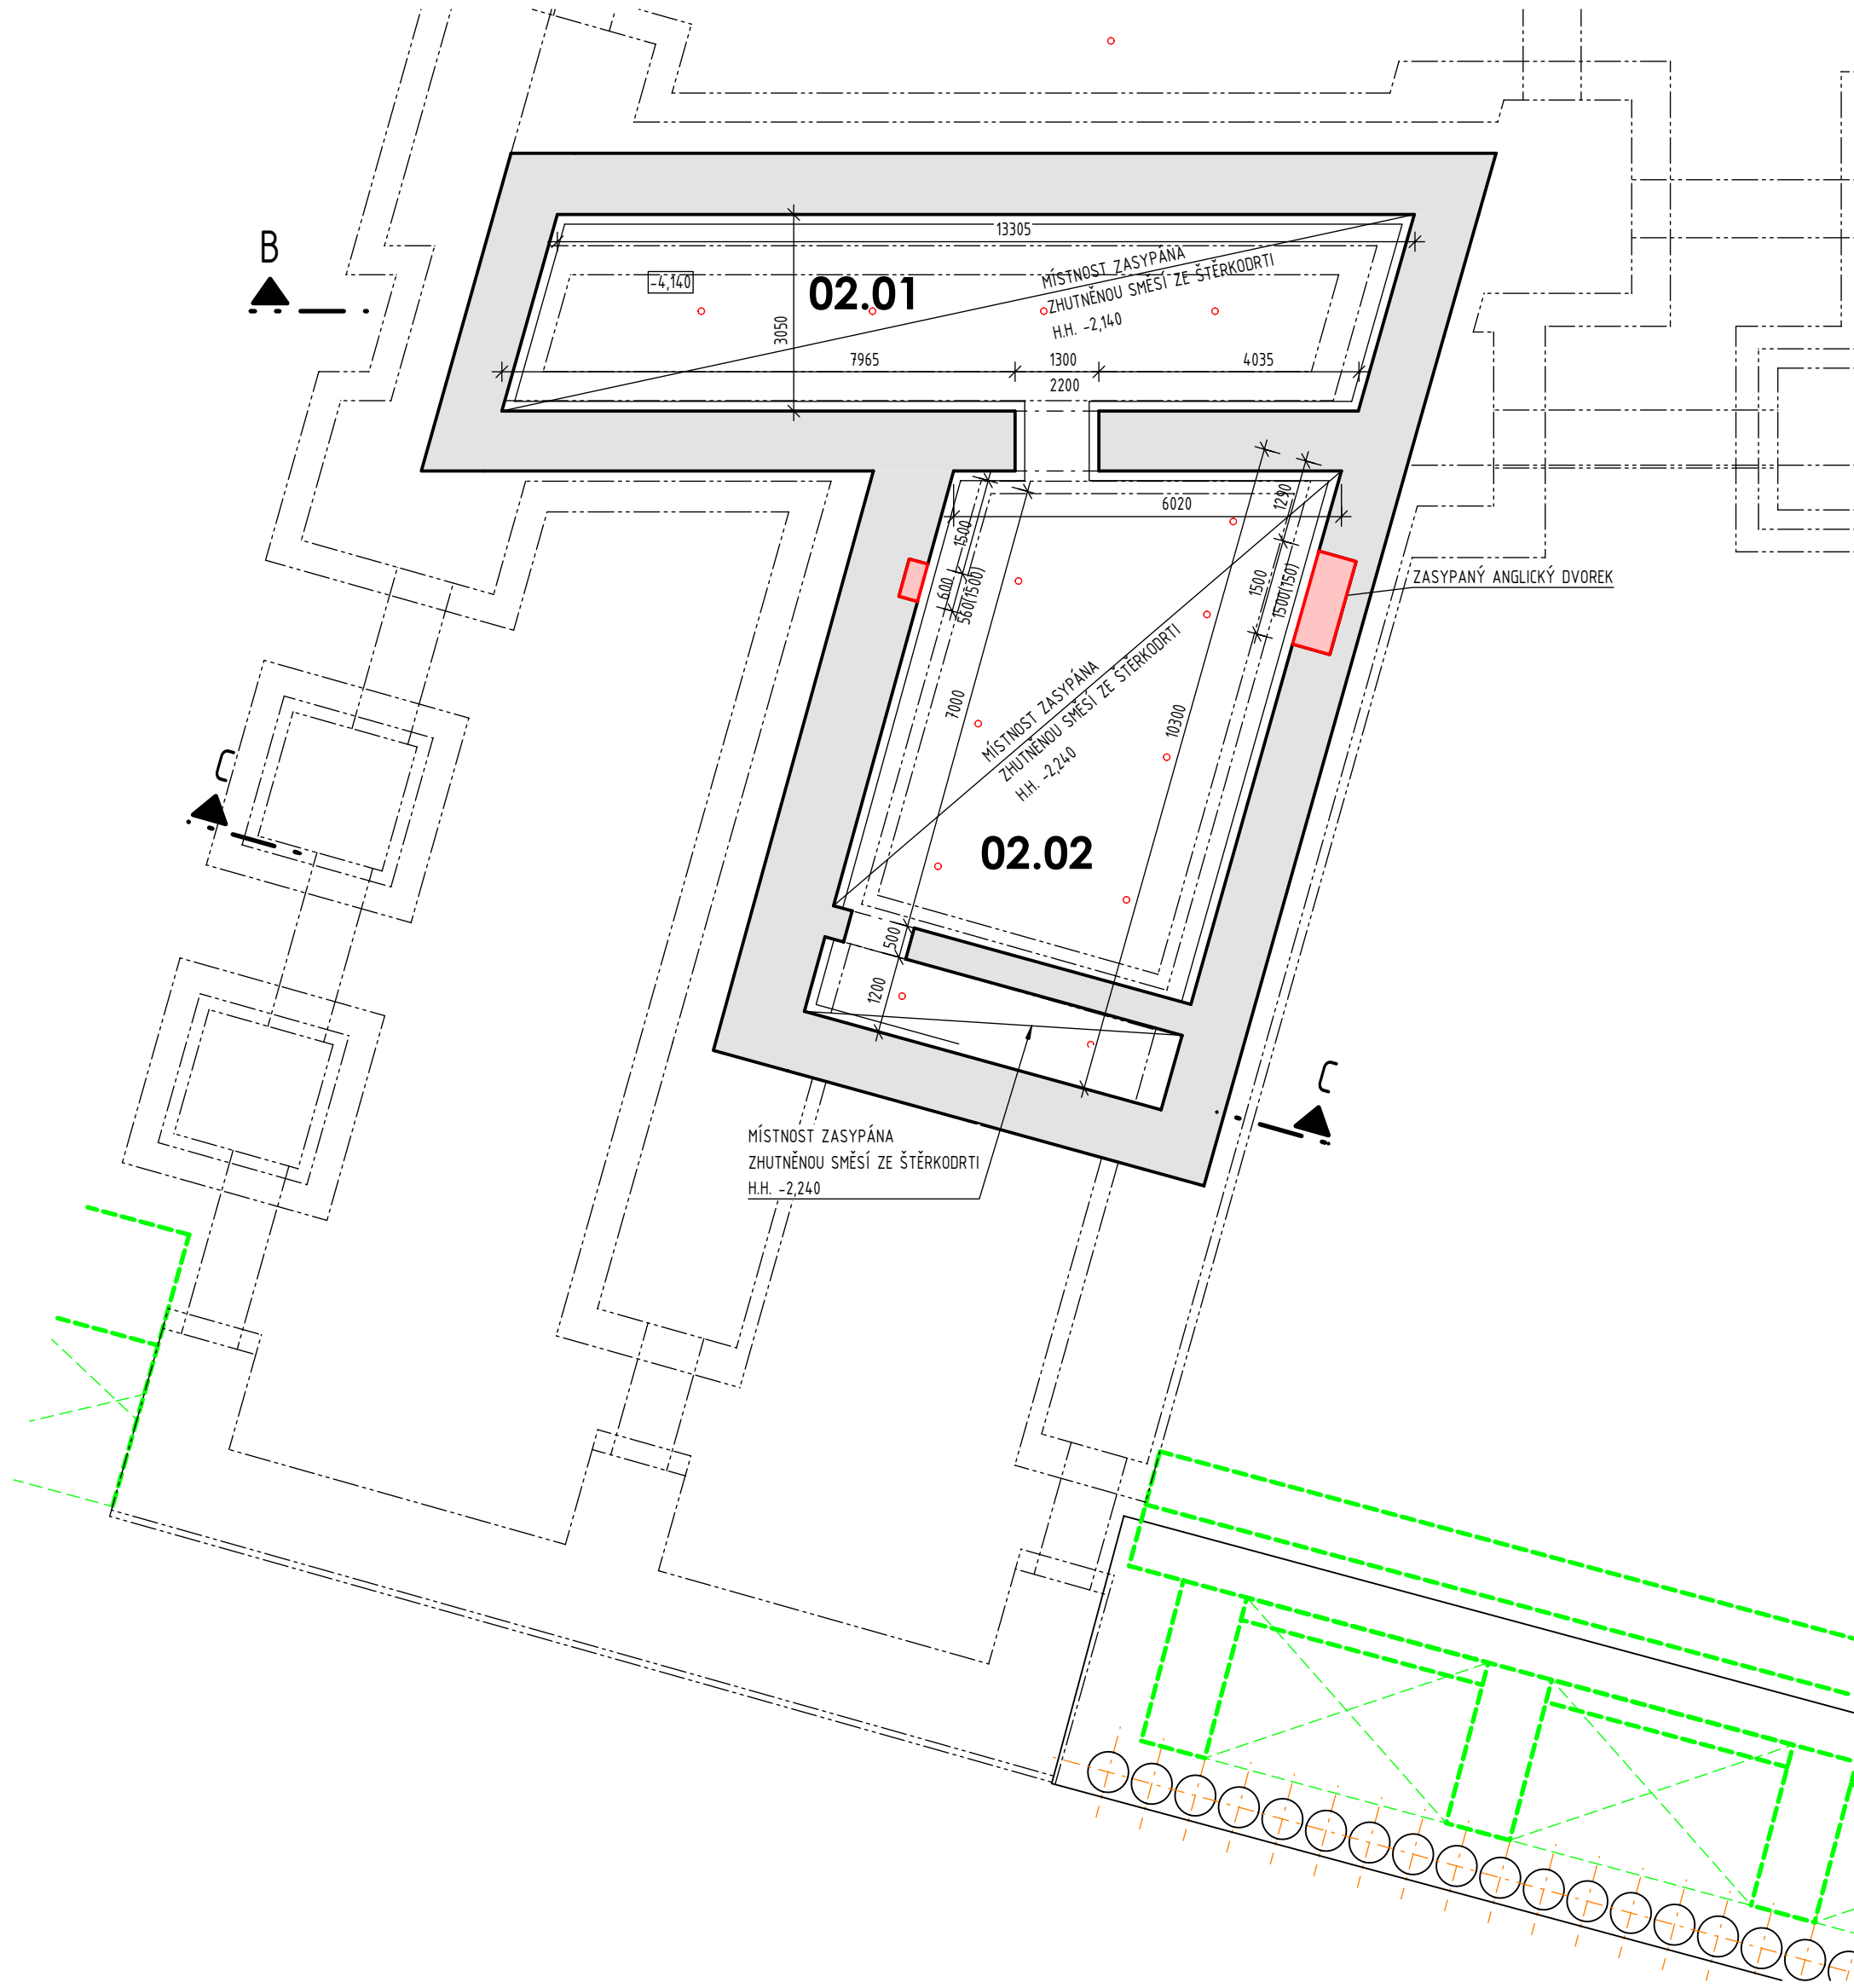 B
13305
-4,140
02.01
MÍSTNOST ZASYPÁNA
ZHUTNĚNOU SMĚSÍ ZE ŠTĚRKODRTI
H.H. -2,140
3050
7965
1300
4035
2200
6020
1290
1500
600
560(1500)
1500
1500(150)
ZASYPANÝ ANGLICKÝ DVOREK
7000
10300
MÍSTNOST ZASYPÁNA
ZHUTNĚNOU SMĚSÍ ZE ŠTĚRKODRTI
H.H. -2,240
C
02.02
500
1200
C
MÍSTNOST ZASYPÁNA
ZHUTNĚNOU SMĚSÍ ZE ŠTĚRKODRTI
H.H. -2,240